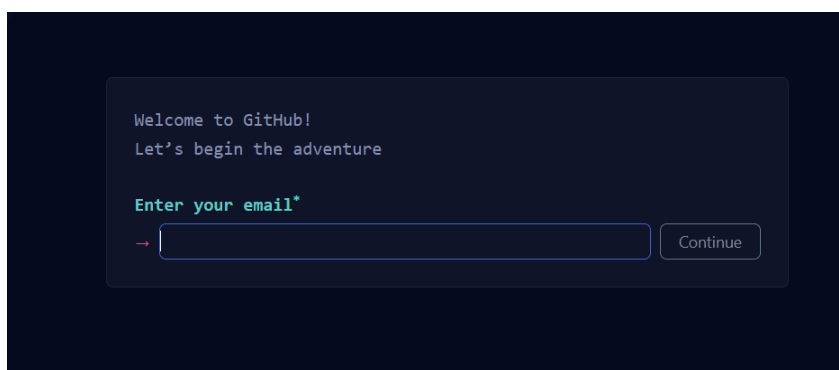 Welcome to GitHub!
Let’s begin the adventure
Enter your email*
→ Continue